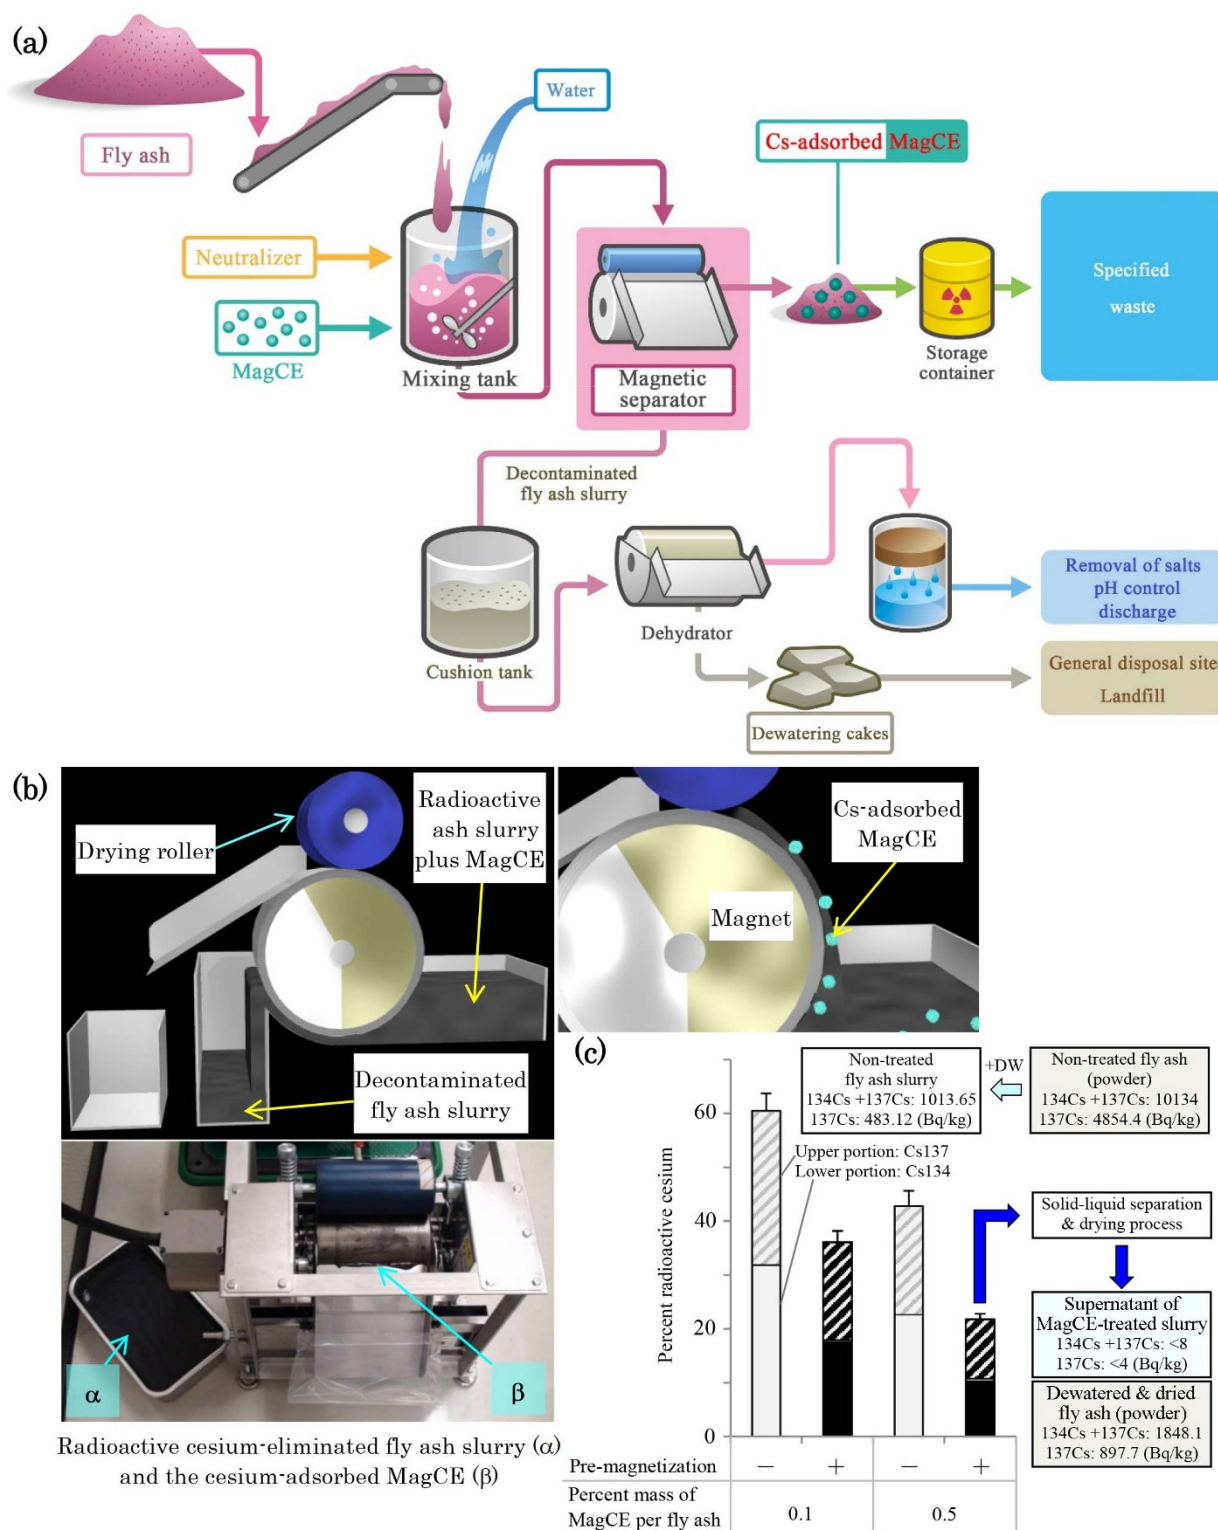 (a)
Fly ash
Water
Neutralizer
MagCE
Mixing tank
Magnetic
separator
Cs-adsorbed MagCE
Storage
container
Specified
waste
Decontaminated
fly ash slurry
Cushion tank
Dehydrator
Dewatering cakes
Removal of salts
pH control
discharge
General disposal site
Landfill
(b)
Drying roller
Radioactive
ash slurry
plus MagCE
Decontaminated
fly ash slurry
Cs-adsorbed
MagCE
Magnet
α
β
Radioactive cesium-eliminated fly ash slurry (α)
and the cesium-adsorbed MagCE (β)
(c)
Non-treated
fly ash slurry
134Cs +137Cs: 1013.65
137Cs: 483.12 (Bq/kg)
+DW
Non-treated fly ash
(powder)
134Cs +137Cs: 10134
137Cs: 4854.4 (Bq/kg)
Upper portion: Cs137
Lower portion: Cs134
Percent radioactive cesium
60
40
20
0
Solid-liquid separation
& drying process
Supernatant of
MagCE-treated slurry
134Cs +137Cs: <8
137Cs: <4 (Bq/kg)
Dewatered & dried
fly ash (powder)
134Cs +137Cs: 1848.1
137Cs: 897.7 (Bq/kg)
Pre-magnetization − + − +
Percent mass of
MagCE per fly ash 0.1 0.5